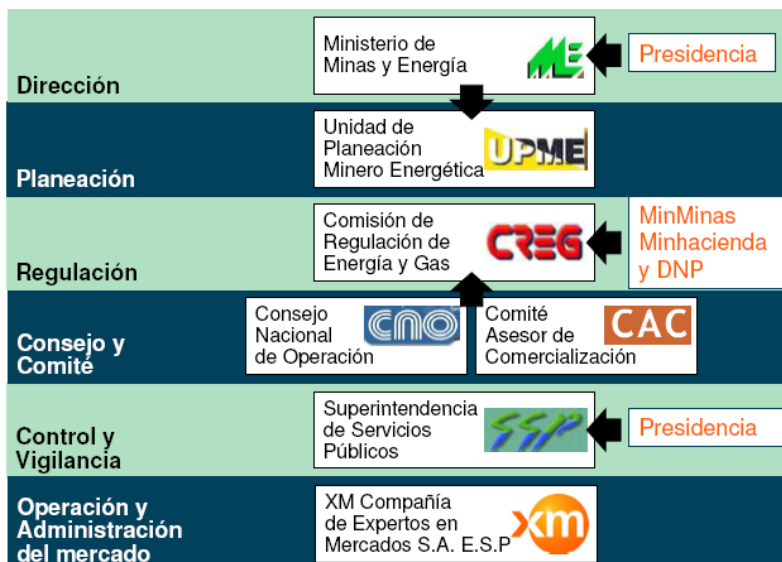 Dirección
Ministerio de
Minas y Energía
ME
Presidencia
Planeación
Unidad de
Planeación
Minero Energética
UPME
Regulación
Comisión de
Regulación de
Energía y Gas
CREG
MinMinas
Minhacienda
y DNP
Consejo y
Comité
Consejo
Nacional
de Operación
cno
Comité
Asesor de
Comercialización
CAC
Control y
Vigilancia
Superintendencia
de Servicios
Públicos
SSP
Presidencia
Operación y
Administración
del mercado
XM Compañía
de Expertos en
Mercados S.A. E.S.P
xm